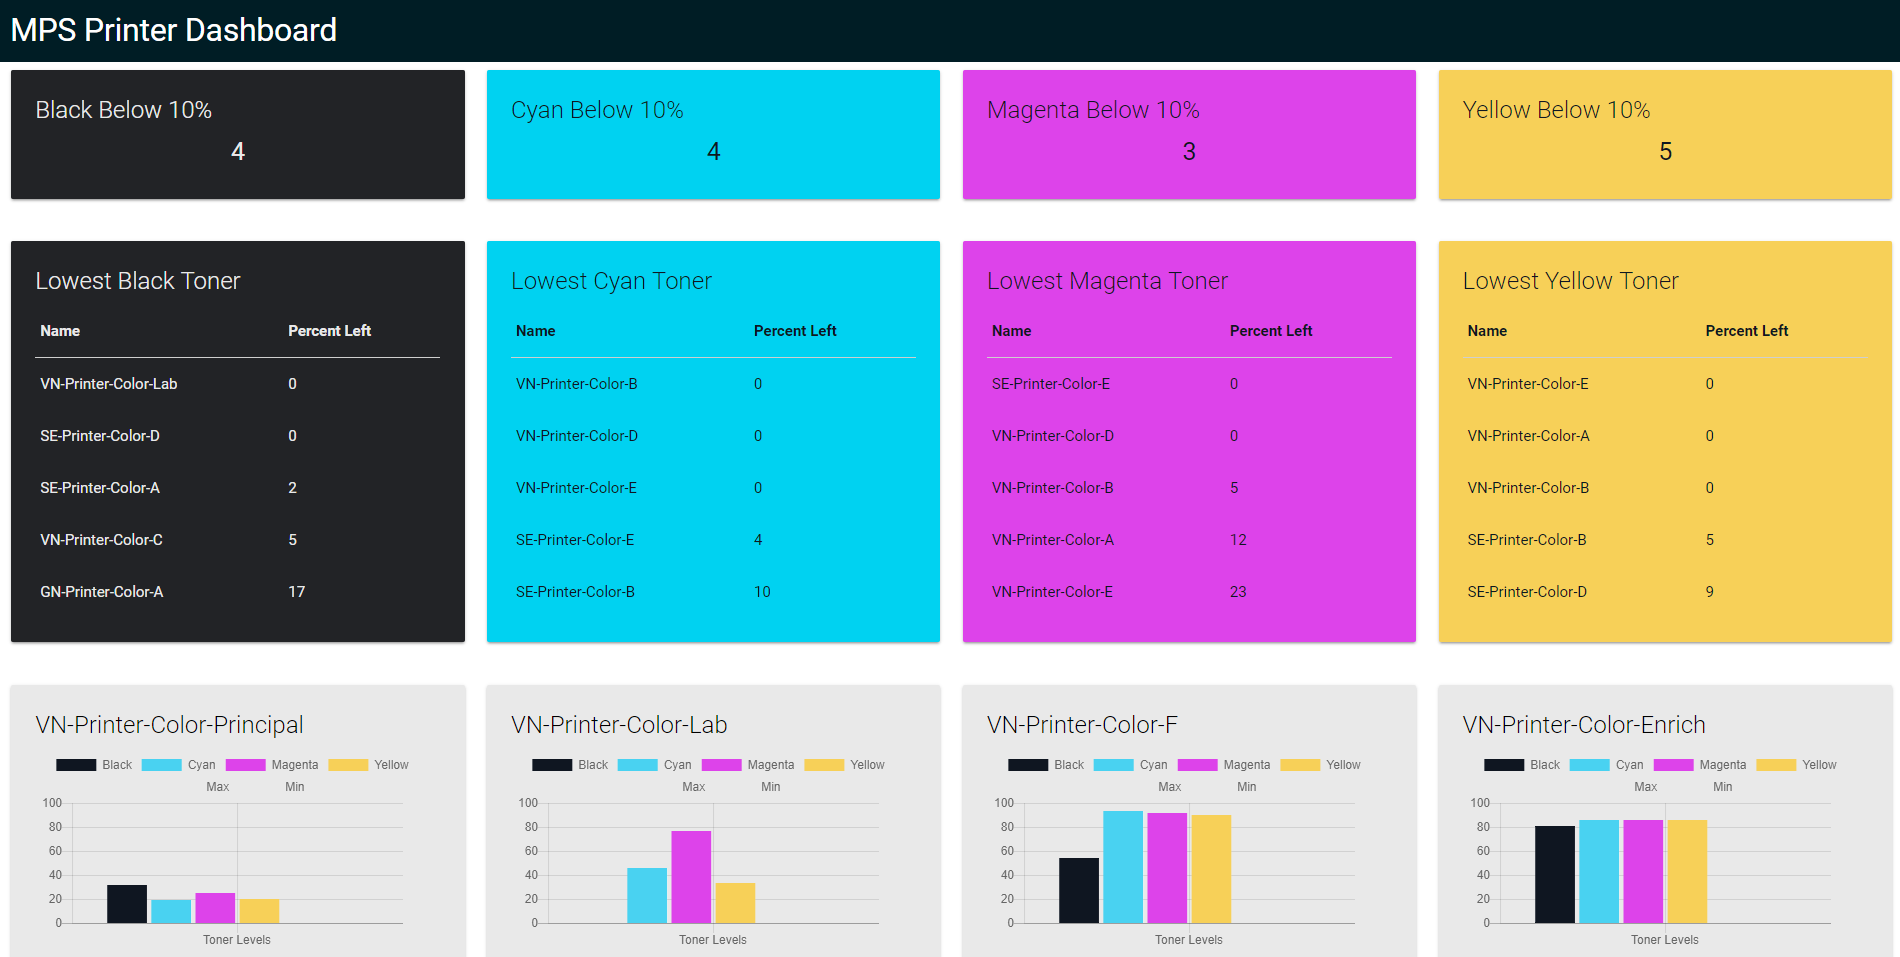 MPS Printer Dashboard
Black Below 10%
4
Cyan Below 10%
4
Magenta Below 10%
3
Yellow Below 10%
5
Lowest Black Toner
Name Percent Left
VN-Printer-Color-Lab 0
SE-Printer-Color-D 0
SE-Printer-Color-A 2
VN-Printer-Color-C 5
GN-Printer-Color-A 17
Lowest Cyan Toner
Name Percent Left
VN-Printer-Color-B 0
VN-Printer-Color-D 0
VN-Printer-Color-E 0
SE-Printer-Color-E 4
SE-Printer-Color-B 10
Lowest Magenta Toner
Name Percent Left
SE-Printer-Color-E 0
VN-Printer-Color-D 0
VN-Printer-Color-B 5
VN-Printer-Color-A 12
VN-Printer-Color-E 23
Lowest Yellow Toner
Name Percent Left
VN-Printer-Color-E 0
VN-Printer-Color-A 0
VN-Printer-Color-B 0
SE-Printer-Color-B 5
SE-Printer-Color-D 9
VN-Printer-Color-Principal
Black Cyan Magenta Yellow
Max Min
100
80
60
40
20
0
Toner Levels
VN-Printer-Color-Lab
Black Cyan Magenta Yellow
Max Min
100
80
60
40
20
0
Toner Levels
VN-Printer-Color-F
Black Cyan Magenta Yellow
Max Min
100
80
60
40
20
0
Toner Levels
VN-Printer-Color-Enrich
Black Cyan Magenta Yellow
Max Min
100
80
60
40
20
0
Toner Levels